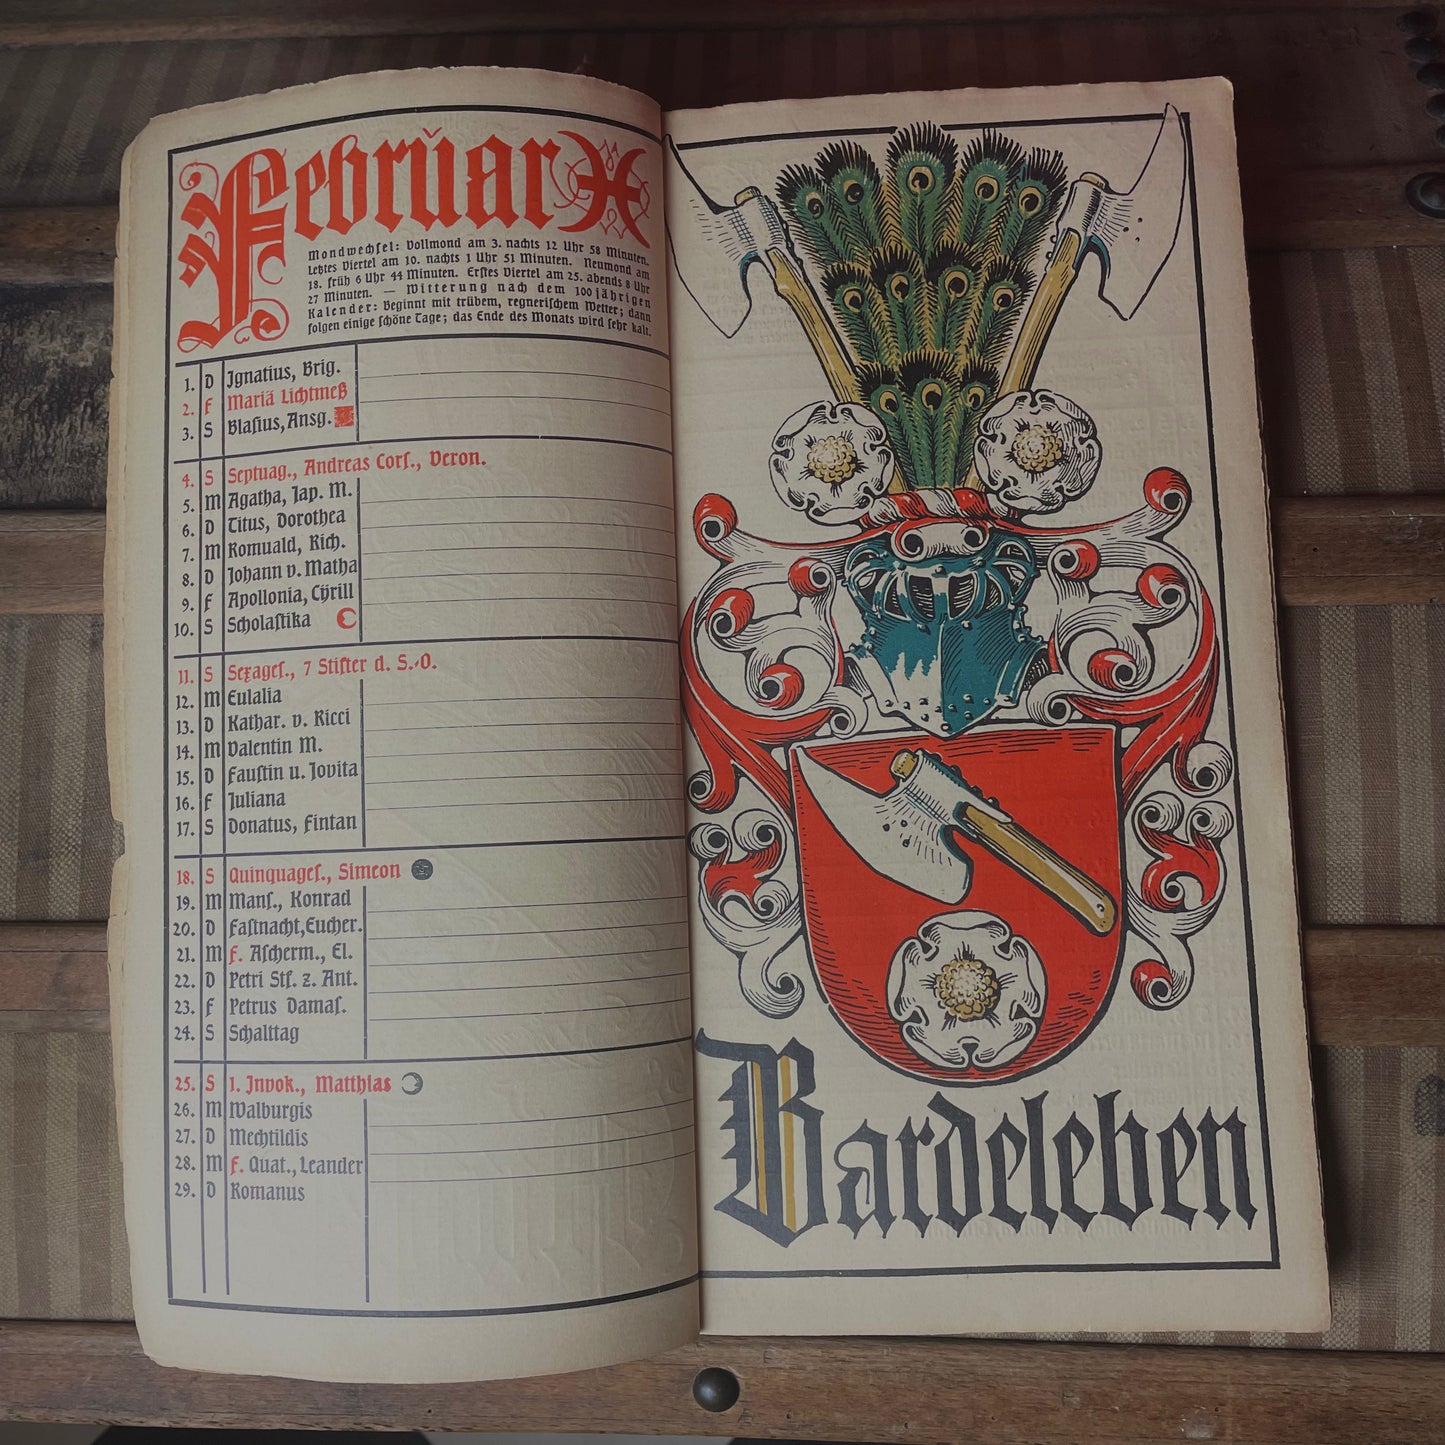 Februar
Mondwechsel: Vollmond am 3. nachts 12 Uhr 58 Minuten.
Letztes Viertel am 10. nachts 1 Uhr 51 Minuten. Neumond am
18. früh 6 Uhr 44 Minuten. Erstes Viertel am 25. abends 8 Uhr
27 Minuten. — Witterung nach dem 100jährigen
Kalender: Beginnt mit trübem, regnerischem Wetter; dann
folgen einige schöne Tage; das Ende des Monats wird sehr kalt.
1. D Ignatius, Brig.
2. F Mariä Lichtmeß
3. S Blasius, Ansg.
4. S Septuag., Andreas Cors., Veron.
5. M Agatha, Jap. M.
6. D Titus, Dorothea
7. M Romuald, Rich.
8. D Johann v. Matha
9. F Apollonia, Cyrill
10. S Scholastika
11. S Sexages., 7 Stifter d. S.-O.
12. M Eulalia
13. D Kathar. v. Ricci
14. M Valentin M.
15. D Faustin u. Jovita
16. F Juliana
17. S Donatus, Fintan
18. S Quinquages., Simeon
19. M Mans., Konrad
20. D Fastnacht, Eucher.
21. M F. Ascherm., El.
22. D Petri Stf. z. Ant.
23. F Petrus Damas.
24. S Schalttag
25. S 1. Invok., Matthias
26. M Walburgis
27. D Mechtildis
28. M F. Quat., Leander
29. D Romanus
Bardeleben